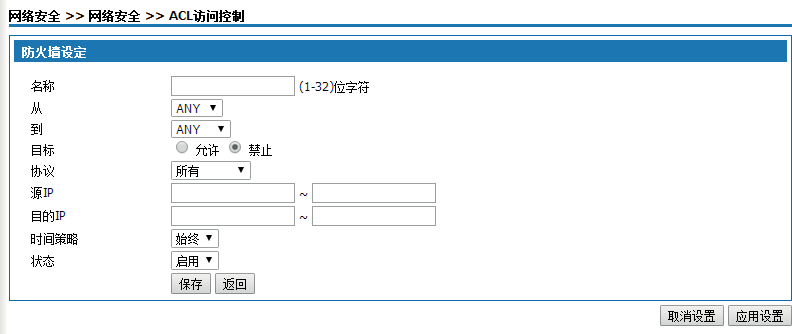 网络安全 >> 网络安全 >> ACL访问控制
防火墙设定
名称 (1-32)位字符
从 ANY
到 ANY
目标 允许 禁止
协议 所有
源IP ~
目的IP ~
时间策略 始终
状态 启用
保存 返回
取消设置 应用设置